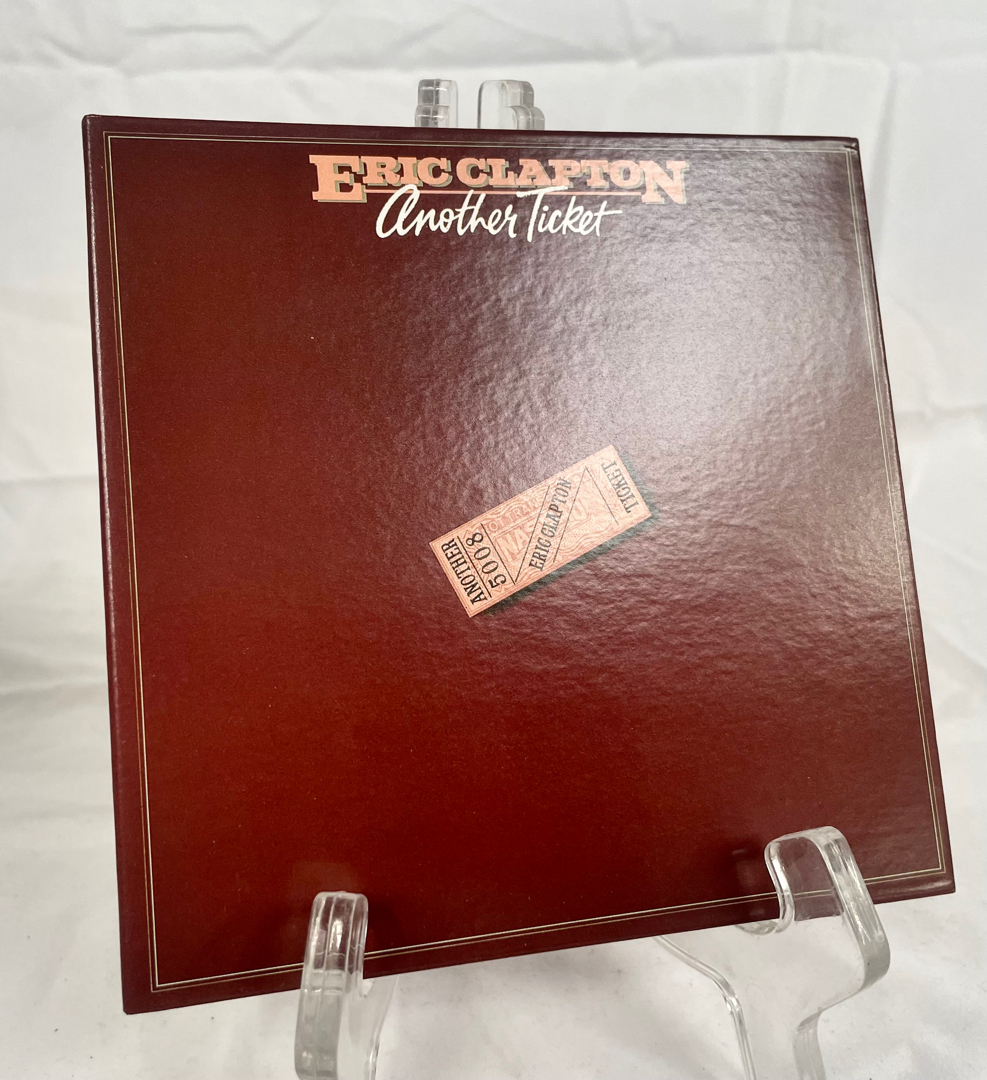 ERIC CLAPTON
Another Ticket
ANOTHER
5008
ERIC CLAPTON
TICKET